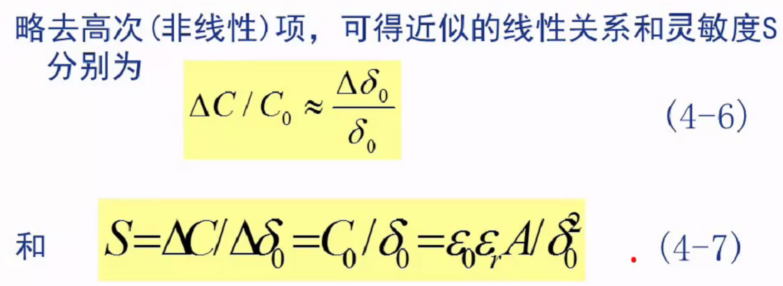 略去高次(非线性)项，可得近似的线性关系和灵敏度S
分别为
ΔC / C₀ ≈ Δδ₀ / δ₀ (4-6)
和 S=ΔC/Δδ₀=C₀/δ₀=ε₀εᵣA/δ₀² . (4-7)